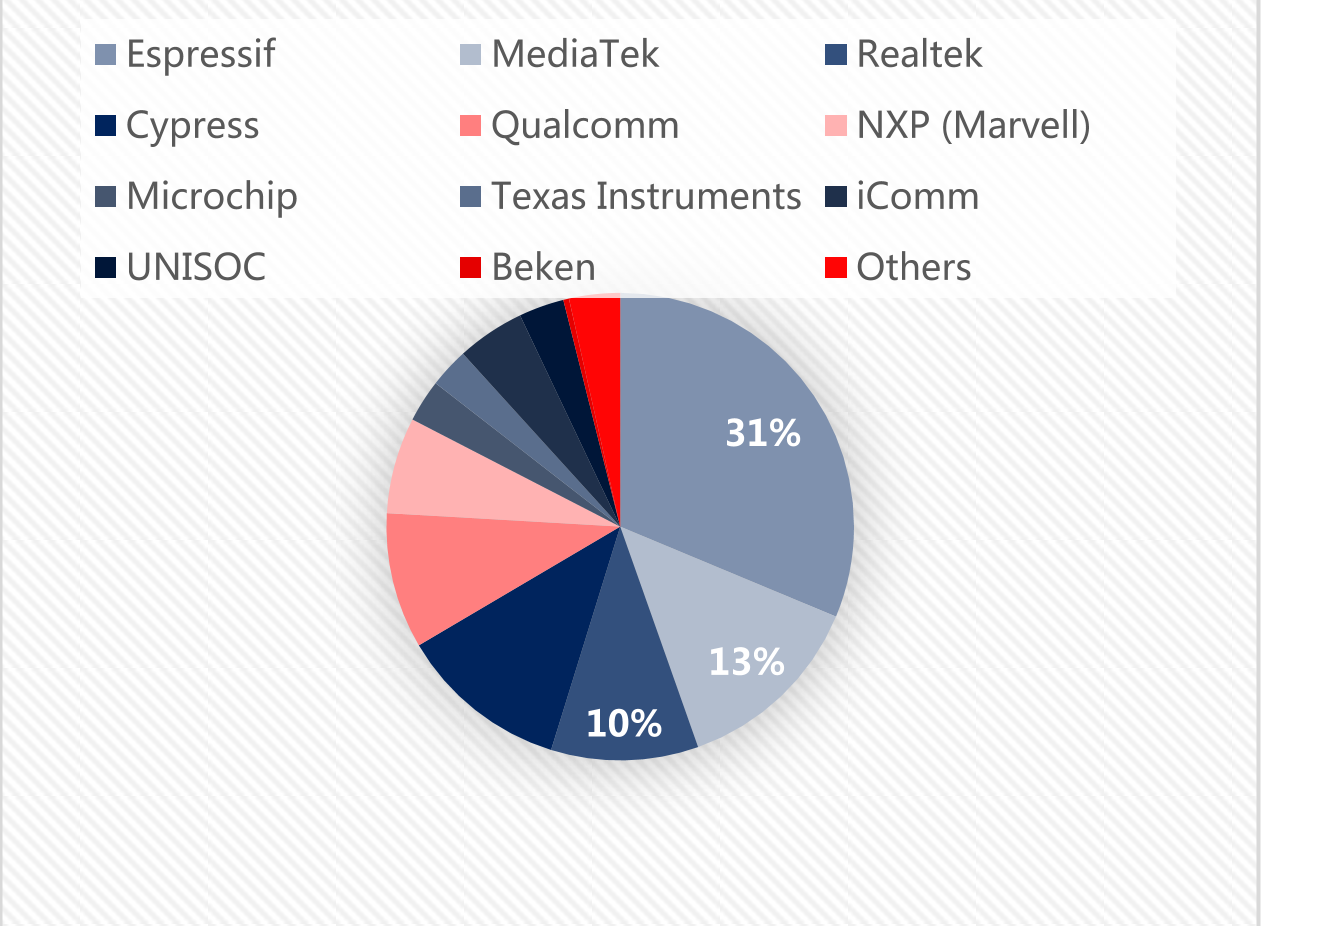 Espressif MediaTek Realtek
Cypress Qualcomm NXP (Marvell)
Microchip Texas Instruments iComm
UNISOC Beken Others
31%
13%
10%